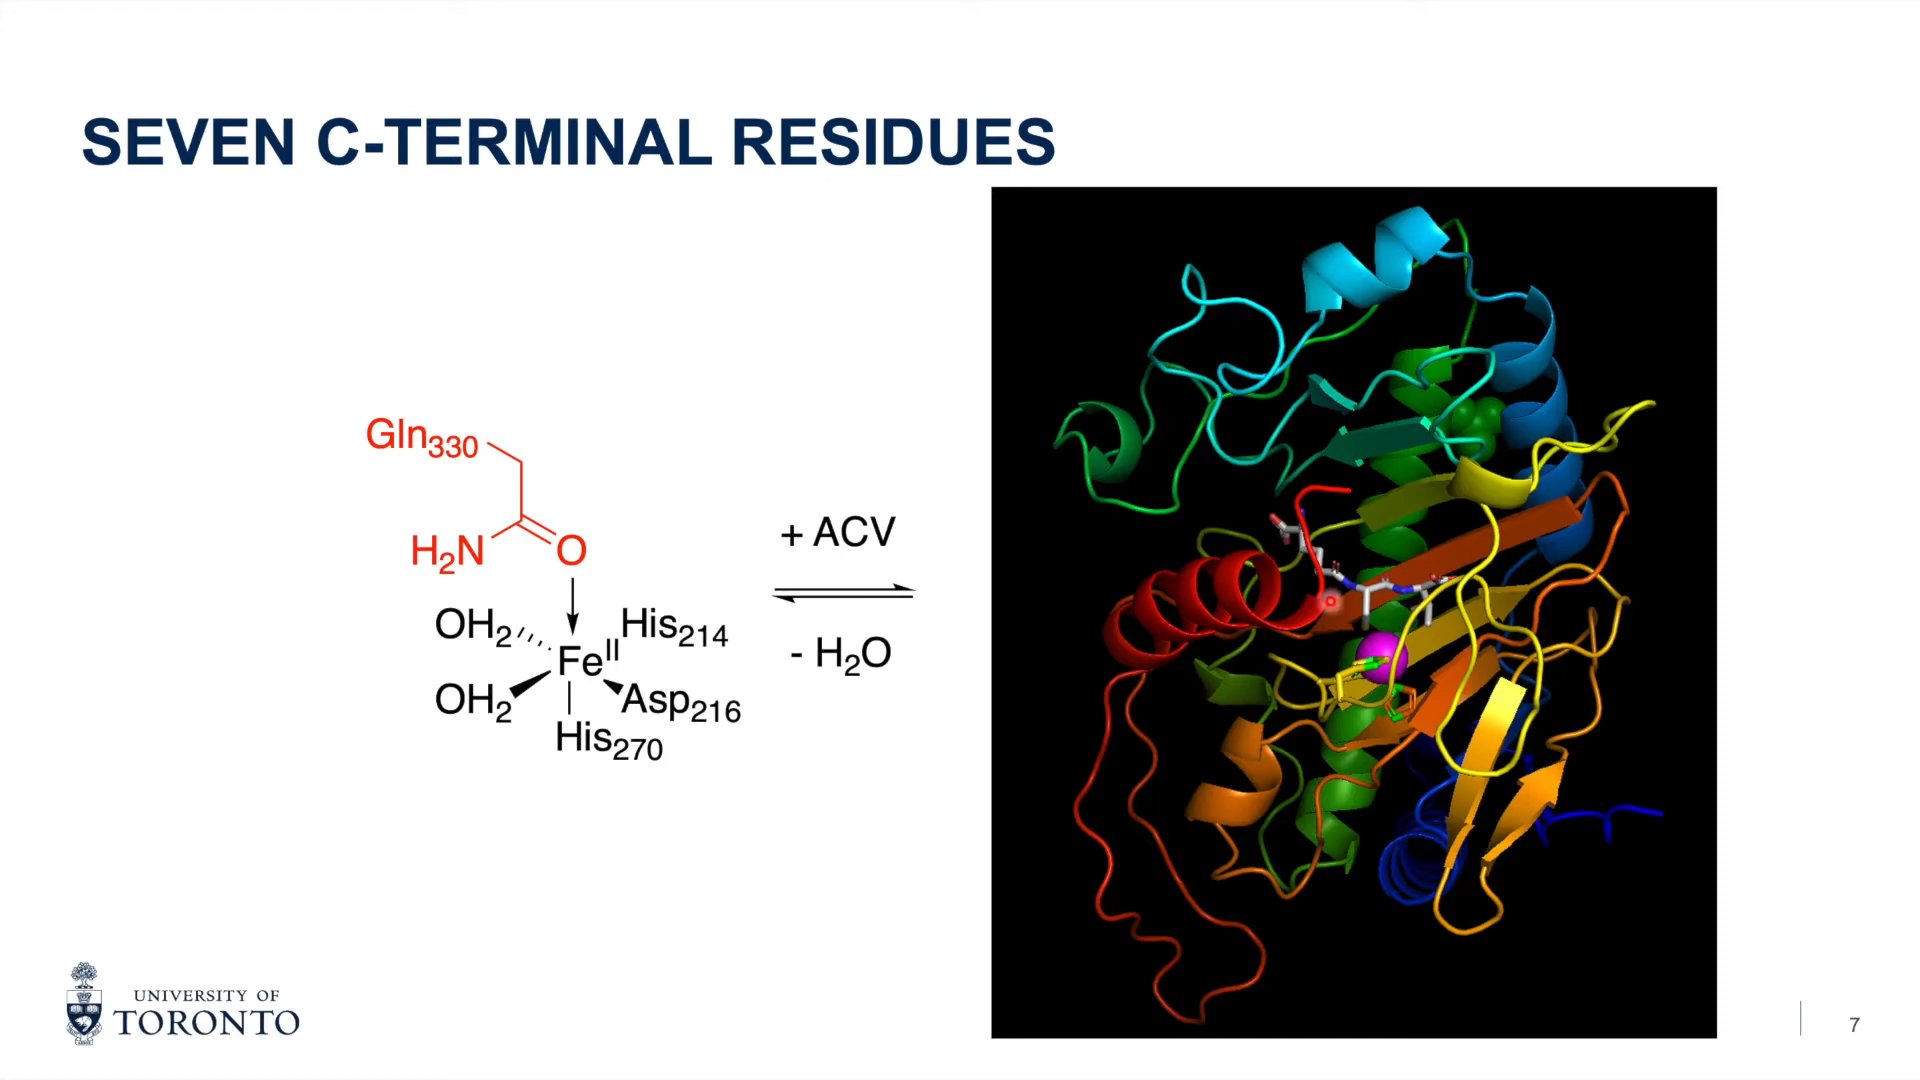 SEVEN C-TERMINAL RESIDUES
Gln330
H2N
O
+ ACV
OH2
His214
FeII
- H2O
OH2
Asp216
His270
UNIVERSITY OF
TORONTO
7